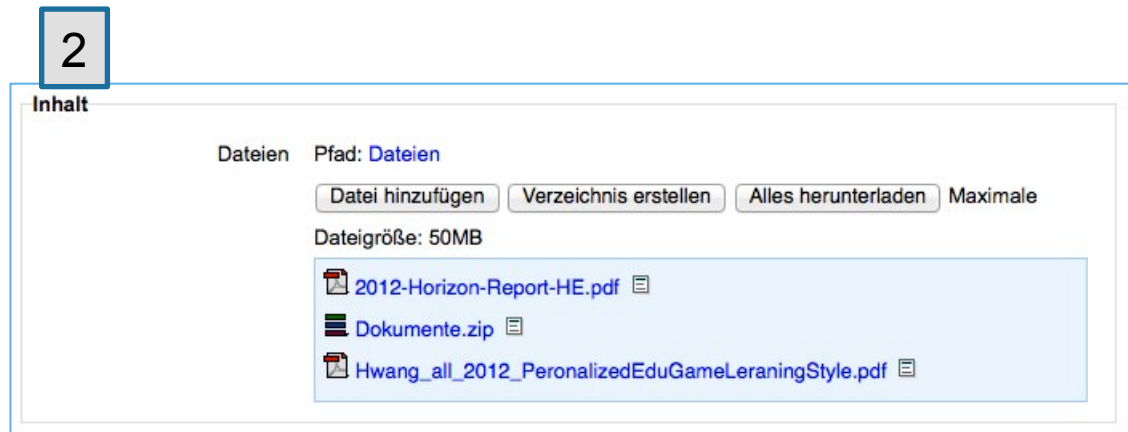 2
Inhalt
Dateien Pfad: Dateien
Datei hinzufügen Verzeichnis erstellen Alles herunterladen Maximale
Dateigröße: 50MB
2012-Horizon-Report-HE.pdf
Dokumente.zip
Hwang_all_2012_PeronalizedEduGameLeraningStyle.pdf